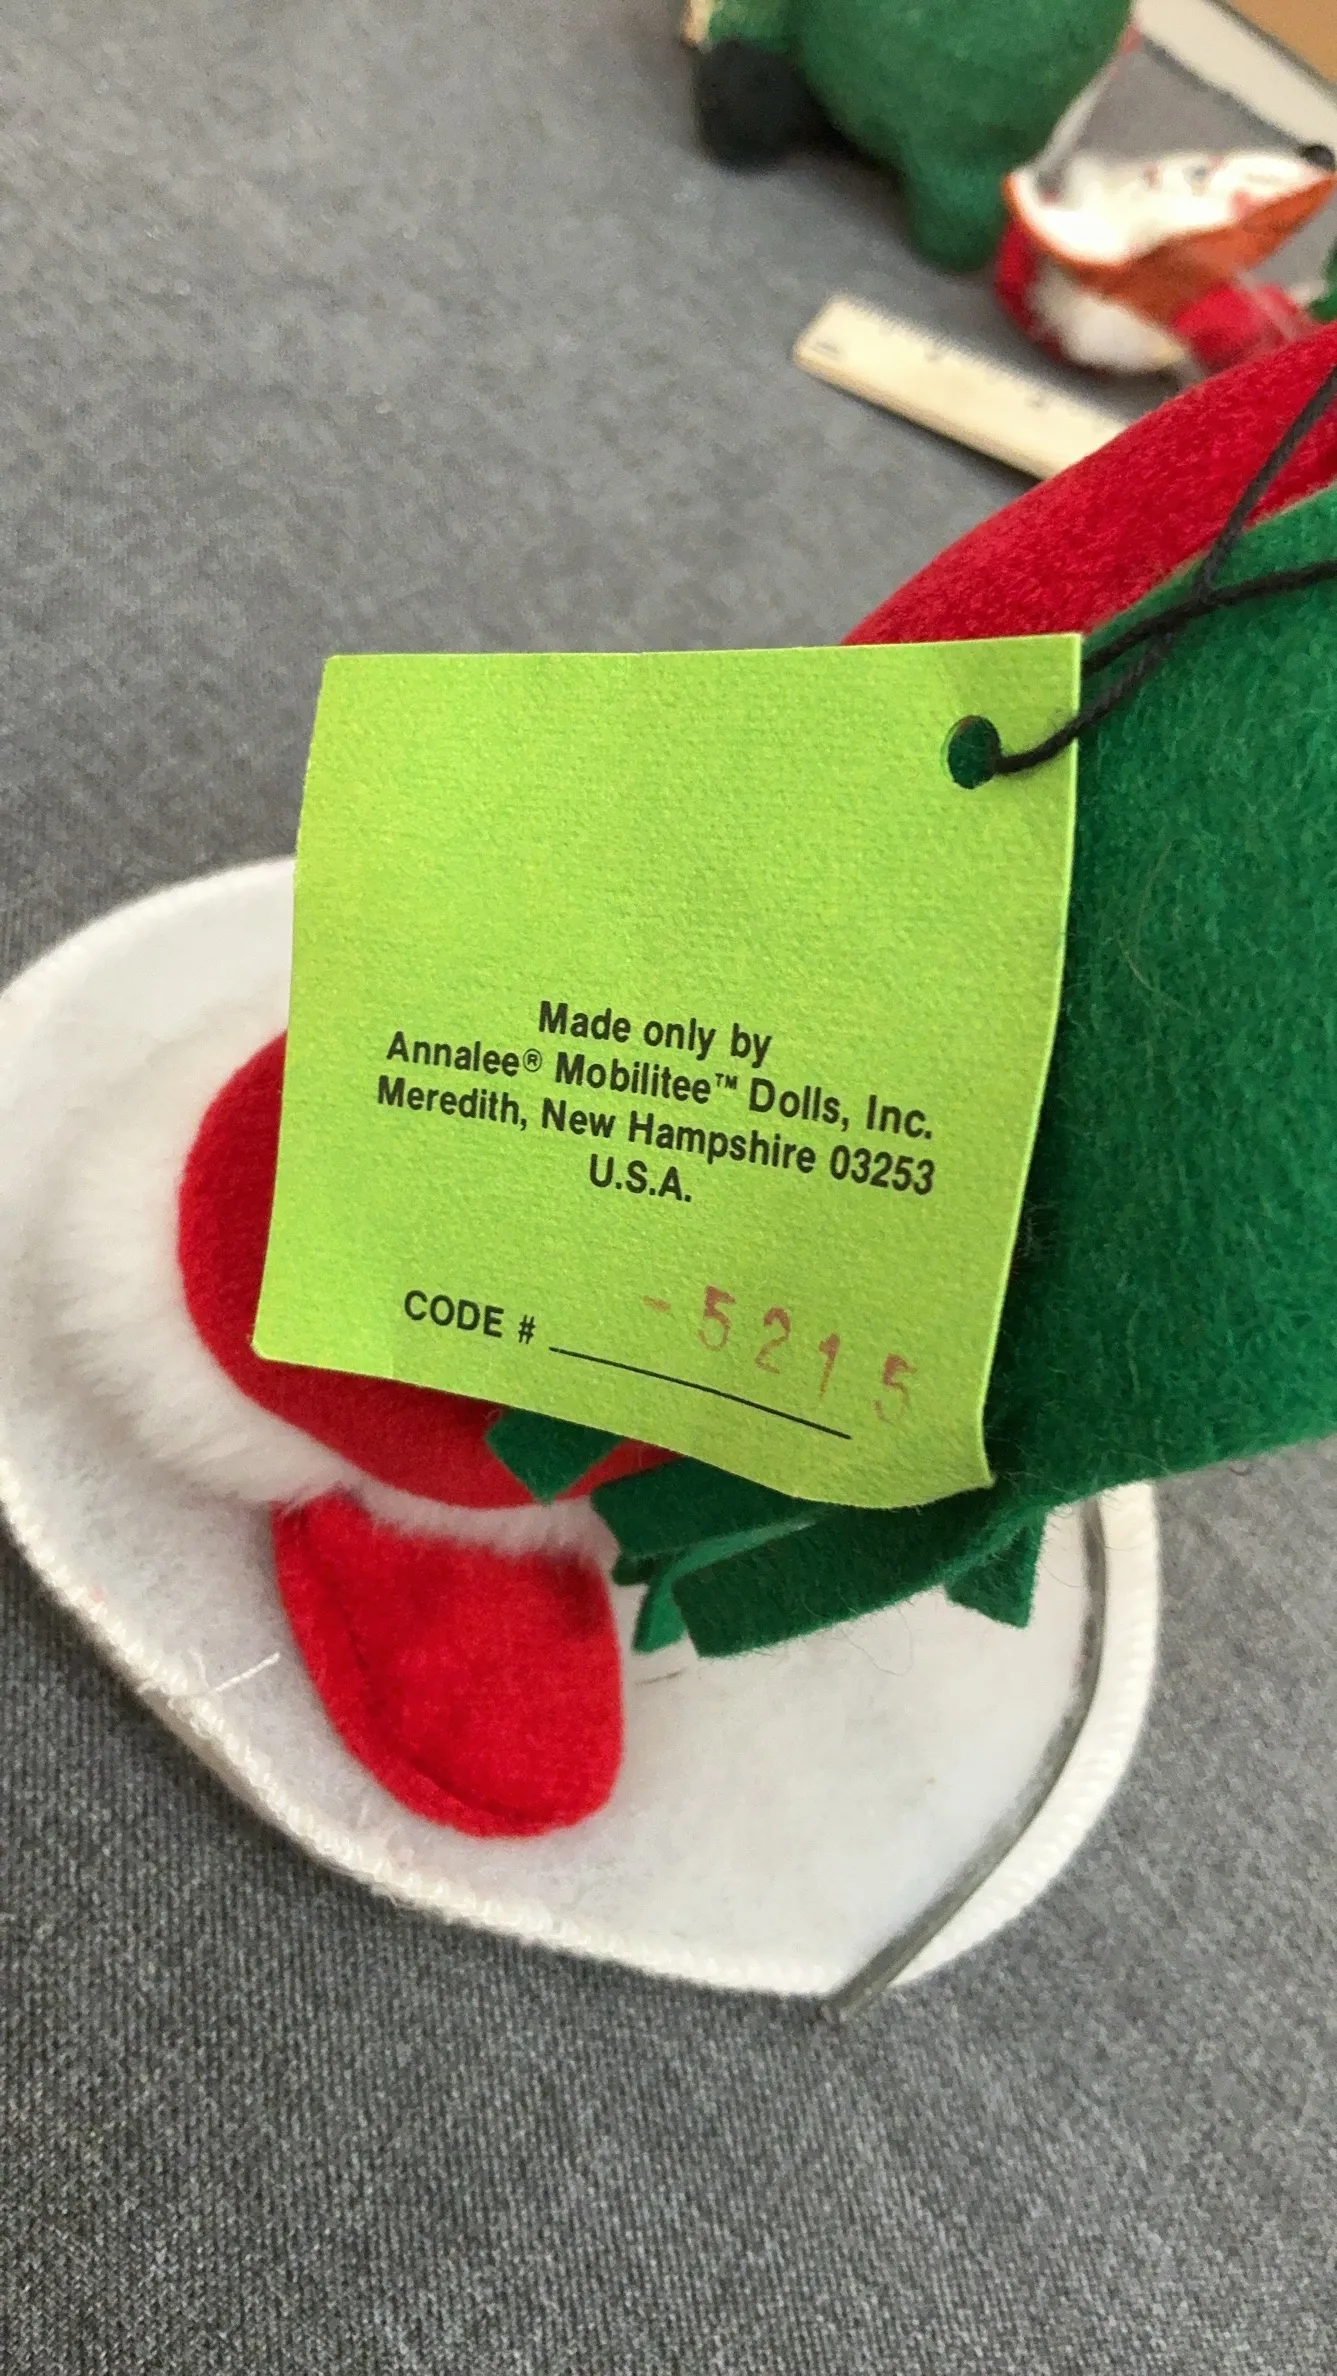 Made only by
Annalee® Mobilitee™ Dolls, Inc.
Meredith, New Hampshire 03253
U.S.A.
CODE # -5215